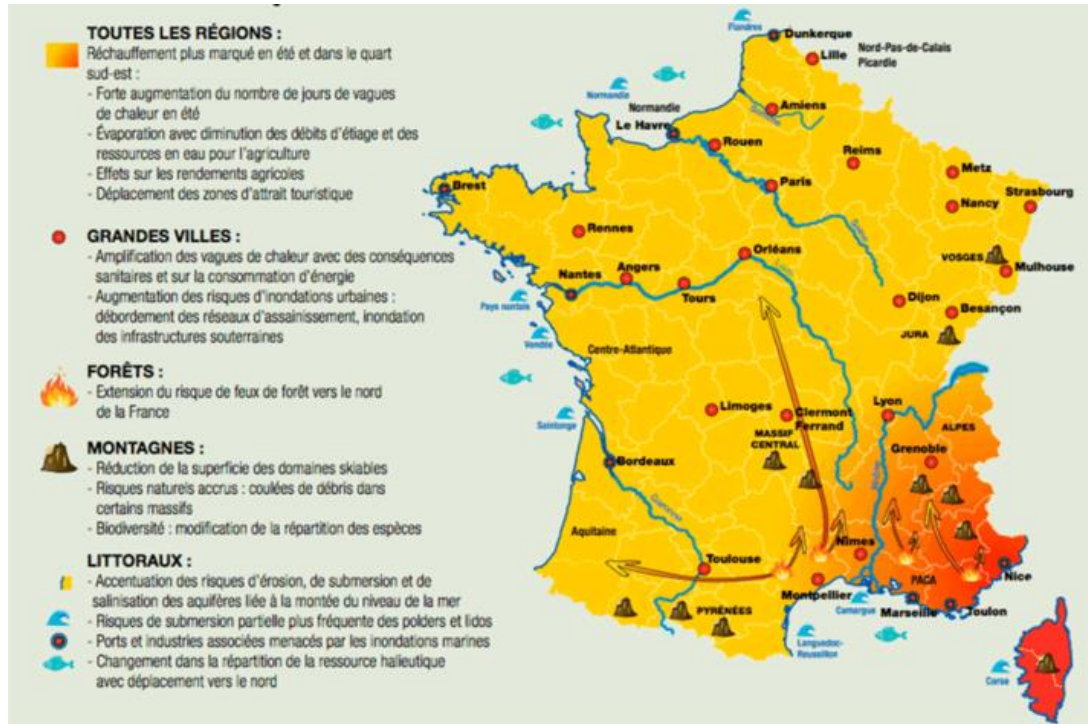 TOUTES LES RÉGIONS :
Réchauffement plus marqué en été et dans le quart
sud-est :
- Forte augmentation du nombre de jours de vagues
de chaleur en été
- Évaporation avec diminution des débits d'étiage et des
ressources en eau pour l'agriculture
- Effets sur les rendements agricoles
- Déplacement des zones d'attrait touristique
GRANDES VILLES :
- Amplification des vagues de chaleur avec des conséquences
sanitaires et sur la consommation d'énergie
- Augmentation des risques d'inondations urbaines :
débordement des réseaux d'assainissement, inondation
des infrastructures souterraines
FORÊTS :
- Extension du risque de feux de forêt vers le nord
de la France
MONTAGNES :
- Réduction de la superficie des domaines skiables
- Risques naturels accrus : coulées de débris dans
certains massifs
- Biodiversité : modification de la répartition des espèces
LITTORAUX :
- Accentuation des risques d'érosion, de submersion et de
salinisation des aquifères liée à la montée du niveau de la mer
- Risques de submersion partielle plus fréquente des polders et lidos
- Ports et industries associées menacés par les inondations marines
- Changement dans la répartition de la ressource halieutique
avec déplacement vers le nord
Flandres
Dunkerque
Lille
Nord-Pas-de-Calais
Picardie
Normandie
Normandie
Amiens
Le Havre
Rouen
Reims
Metz
Paris
Strasbourg
Nancy
Brest
Rennes
Orléans
VOSGES
Mulhouse
Nantes
Angers
Tours
Dijon
Besançon
Pays nantais
JURA
Vendée
Centre-Atlantique
Limoges
Clermont
Ferrand
Lyon
ALPES
Saintonge
MASSIF
CENTRAL
Grenoble
Bordeaux
Garonne
Aquitaine
Toulouse
Nîmes
Nice
PACA
Montpellier
Camargue
Marseille
Toulon
PYRÉNÉES
Languedoc-
Roussillon
Corse